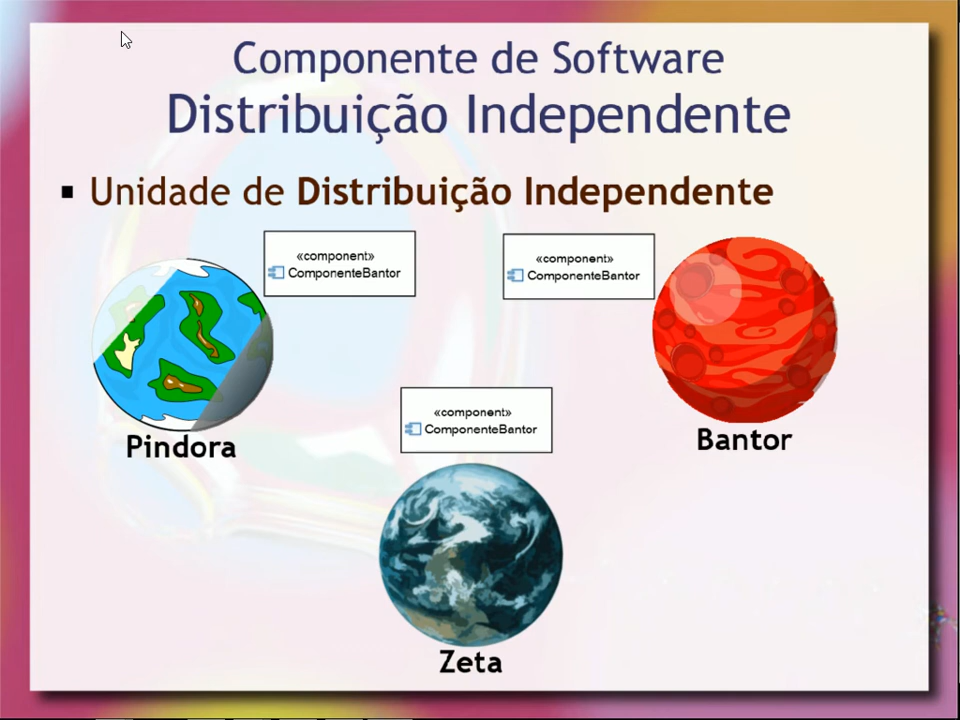 Componente de Software
Distribuição Independente
▪ Unidade de Distribuição Independente
«component»
ComponenteBantor
«component»
ComponenteBantor
Pindora
Bantor
«component»
ComponenteBantor
Zeta